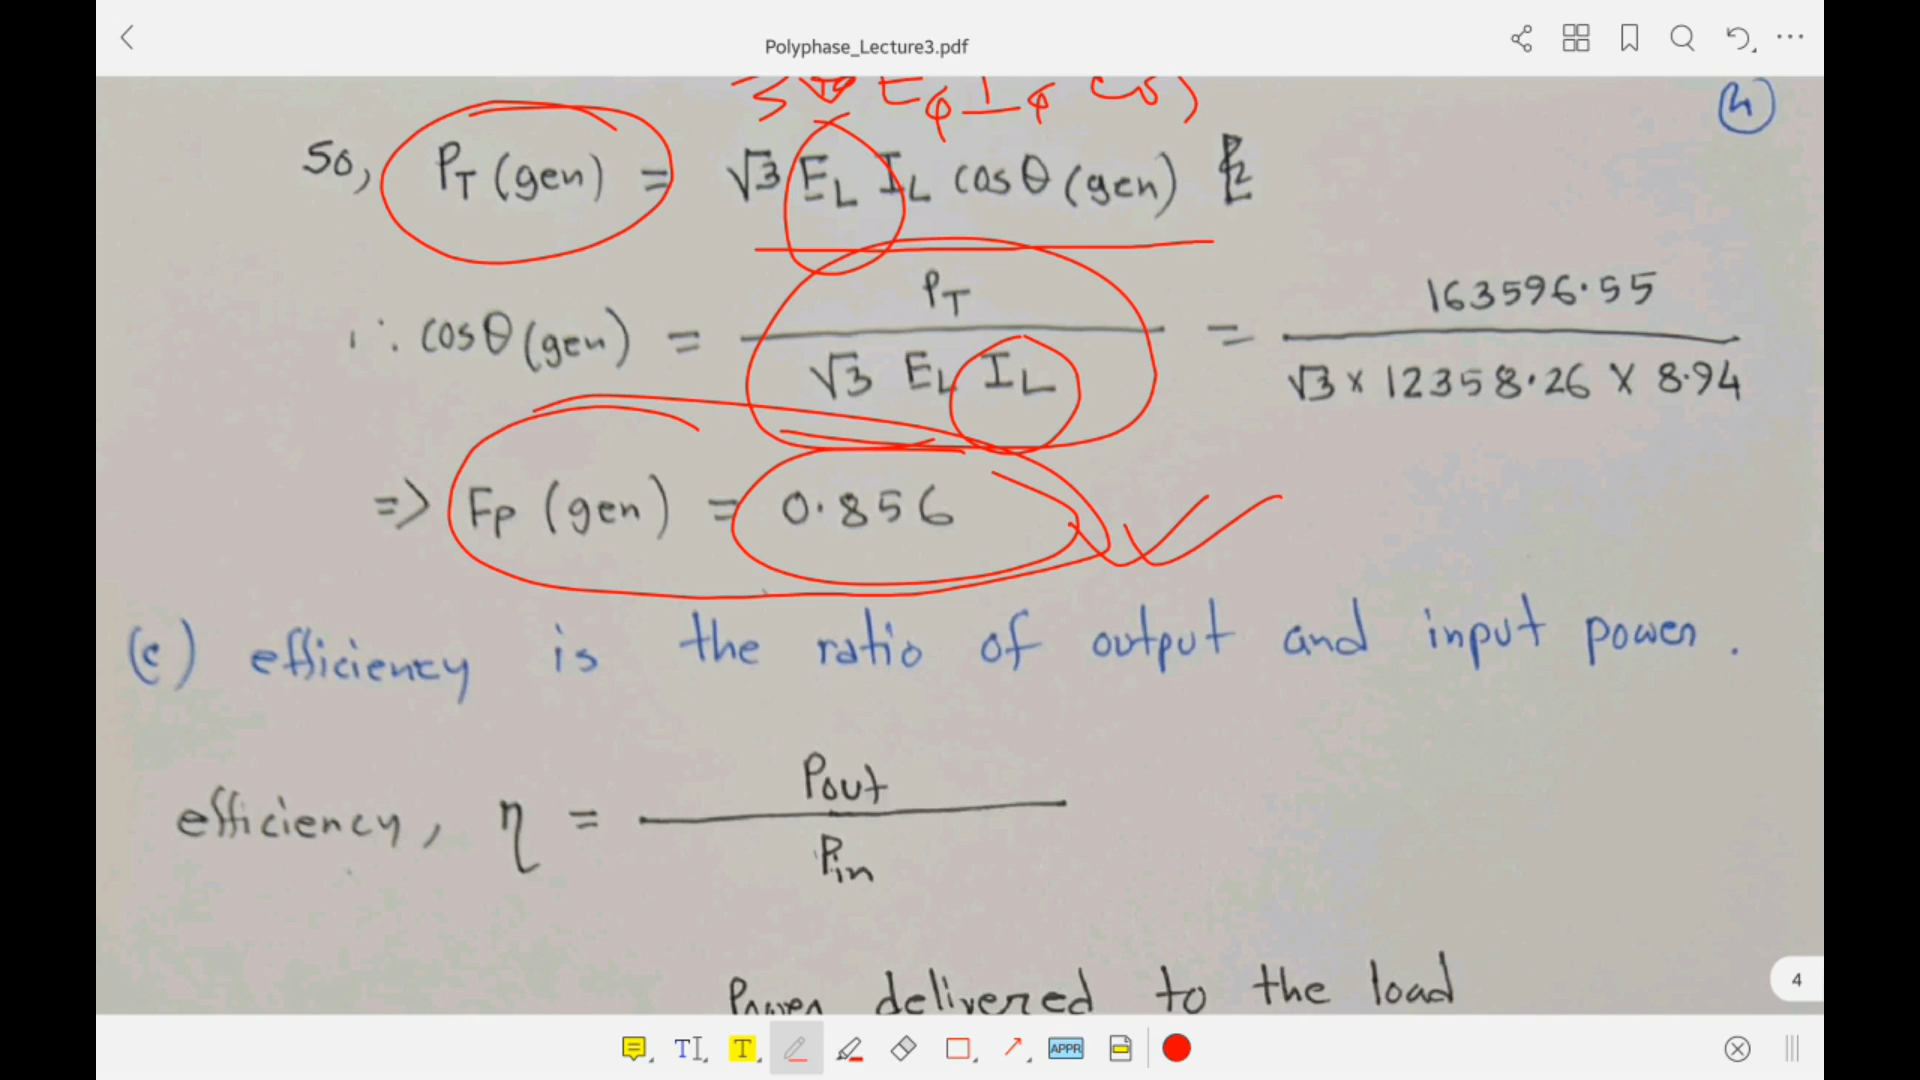 Polyphase_Lecture3.pdf
So, PT (gen) = √3 EL IL cosθ (gen)
∴ cosθ (gen) = PT / √3 EL IL = 163596.55 / √3 × 12358.26 × 8.94
=> Fp (gen) = 0.856
(c) efficiency is the ratio of output and input power.
efficiency, η = Pout / Pin
Power delivered to the load
4
TI T APPR